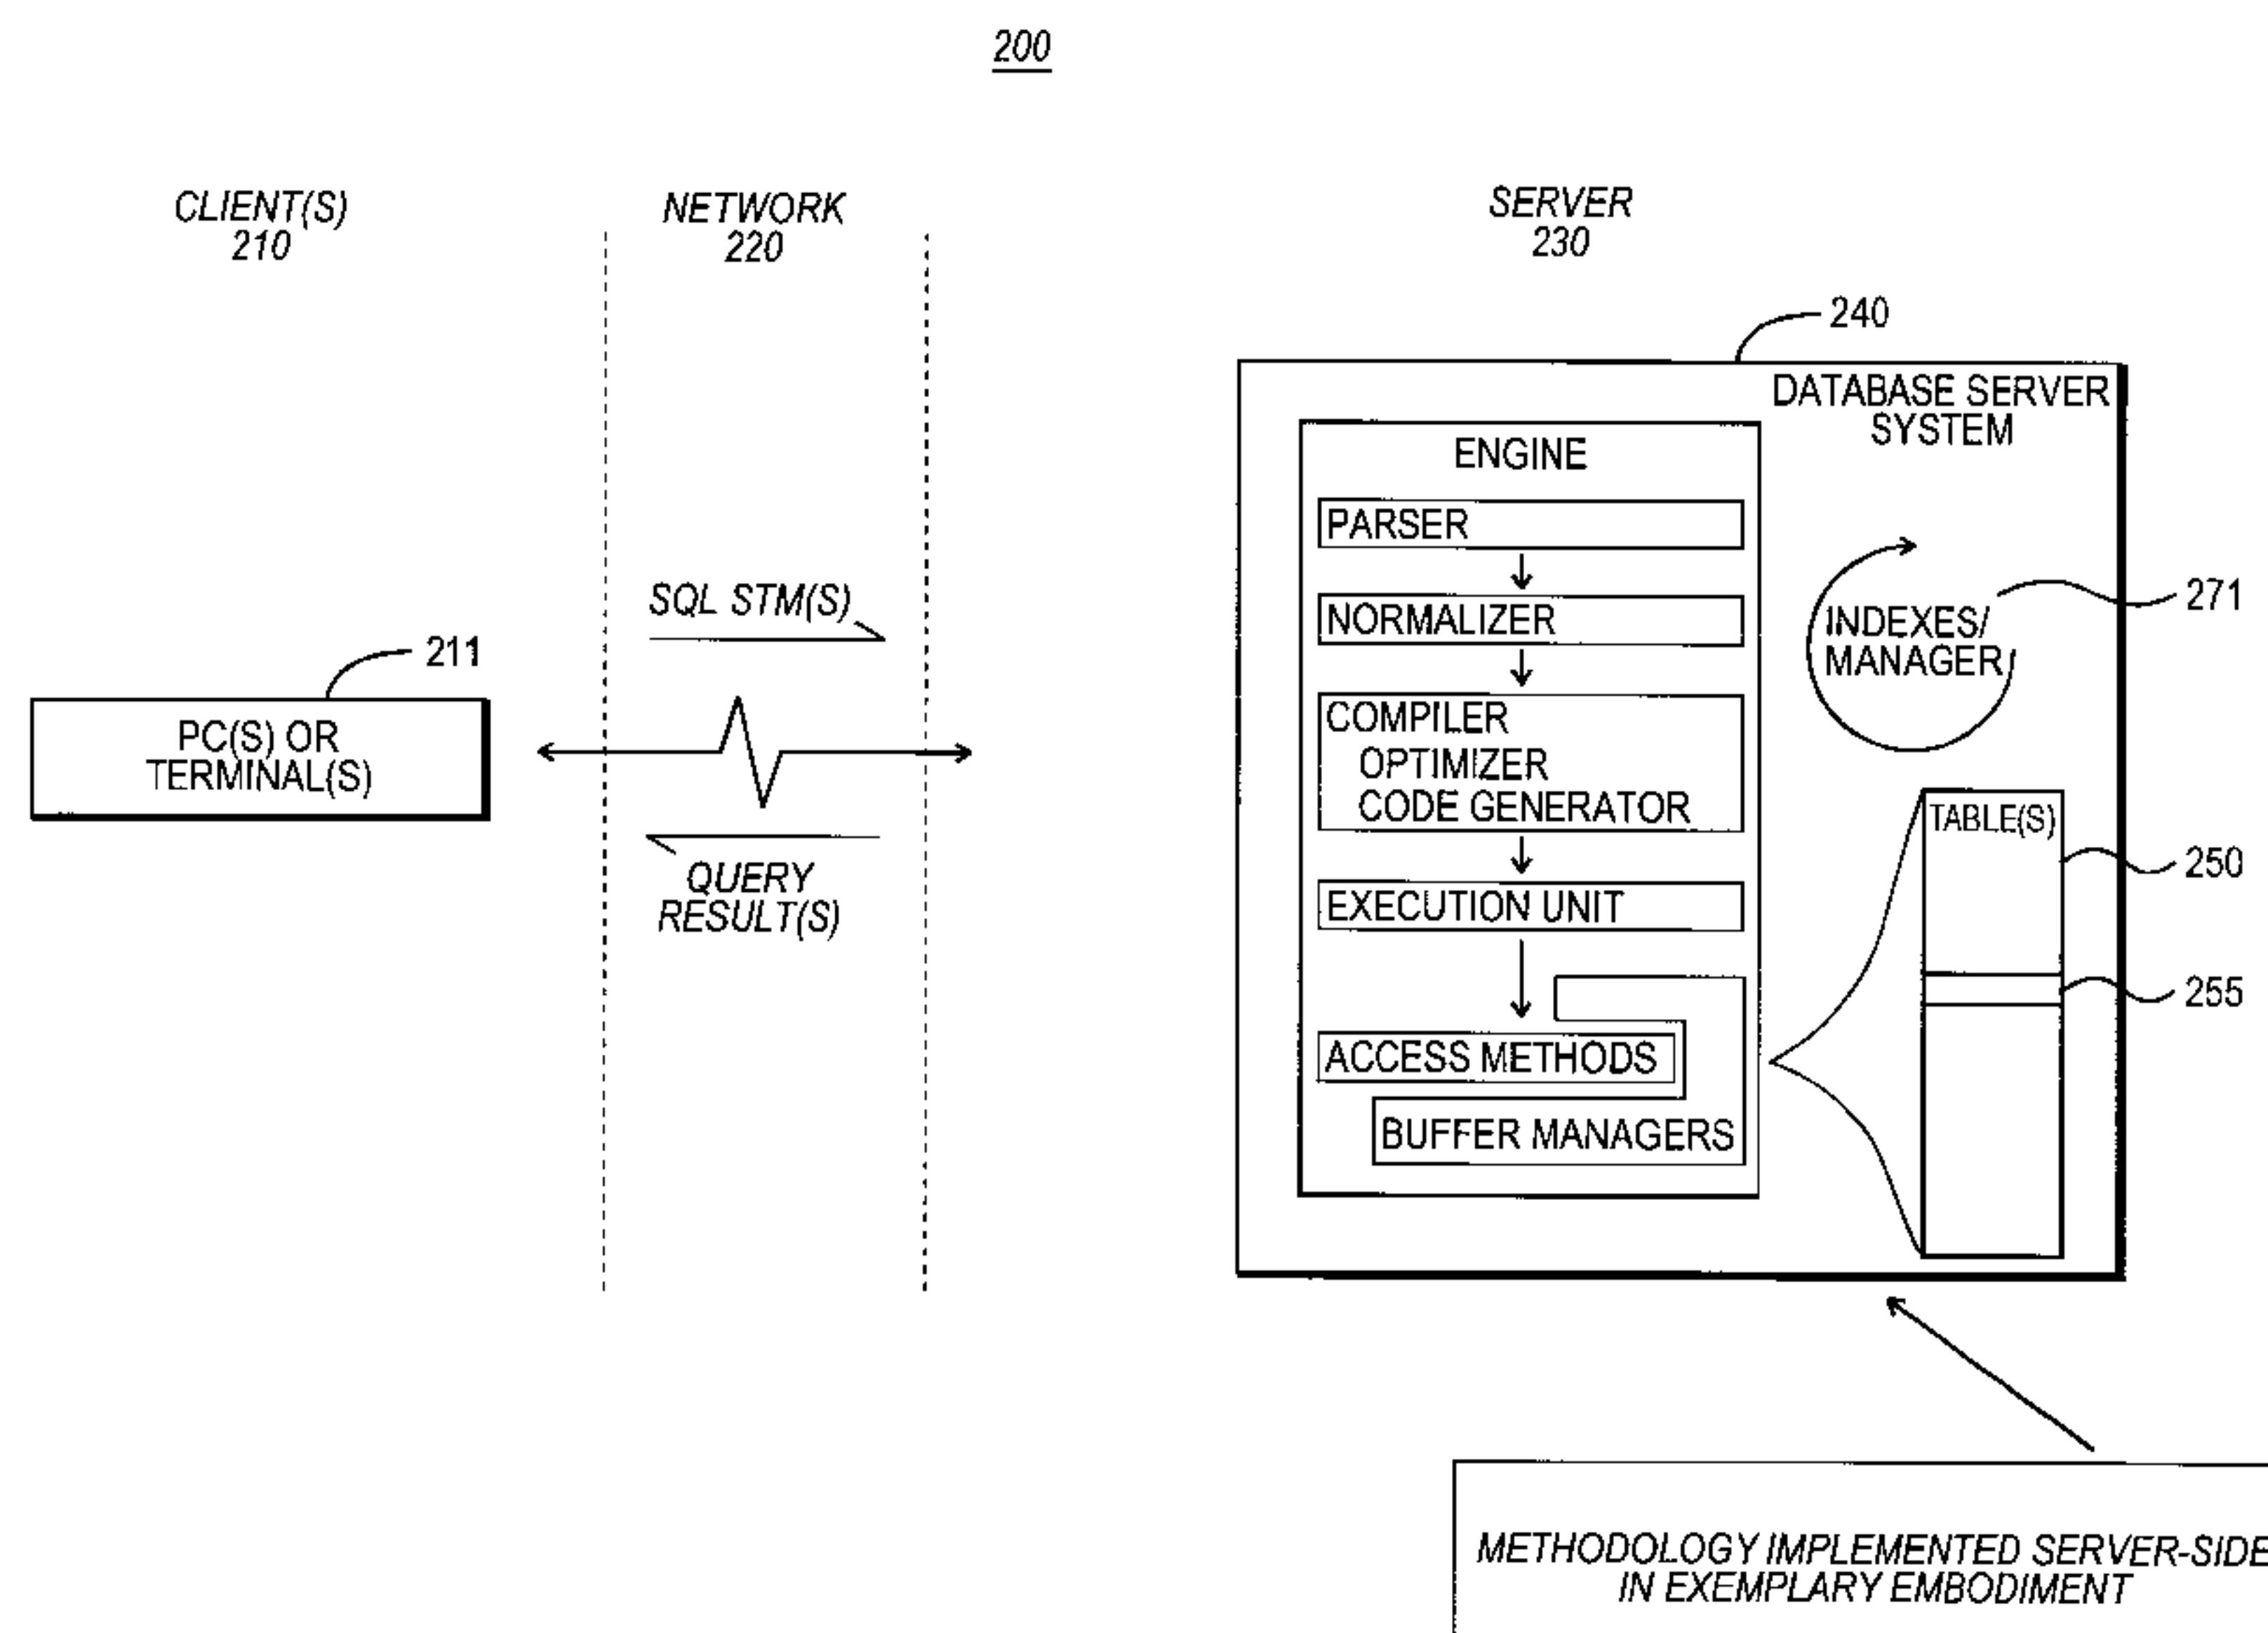 200
CLIENT(S)
210
NETWORK
220
SERVER
230
240
DATABASE SERVER
SYSTEM
ENGINE
PARSER
NORMALIZER
COMPILER
OPTIMIZER
CODE GENERATOR
EXECUTION UNIT
ACCESS METHODS
BUFFER MANAGERS
INDEXES/
MANAGER
271
TABLE(S)
250
255
SQL STM(S)
211
PC(S) OR
TERMINAL(S)
QUERY
RESULT(S)
METHODOLOGY IMPLEMENTED SERVER-SIDE
IN EXEMPLARY EMBODIMENT